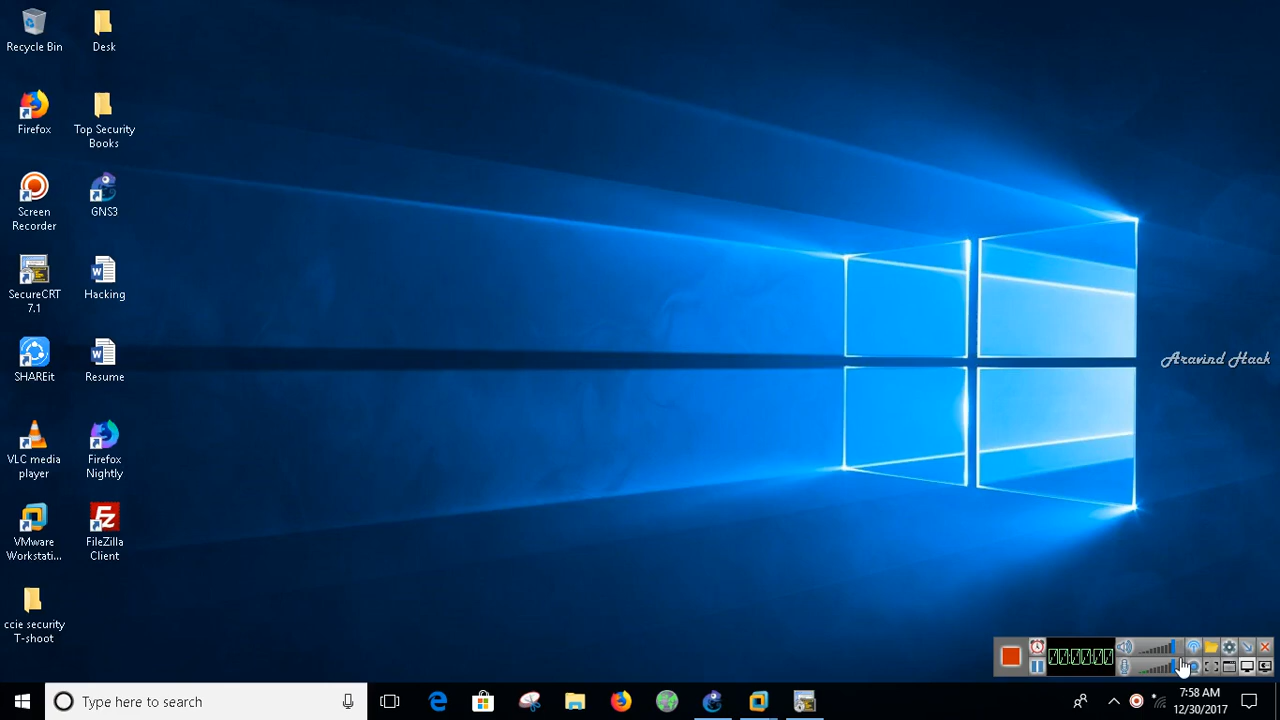 Recycle Bin
Desk
Firefox
Top Security
Books
Screen
Recorder
GNS3
SecureCRT
7.1
Hacking
SHAREit
Resume
VLC media
player
Firefox
Nightly
VMware
Workstati...
FileZilla
Client
ccie security
T-shoot
Aravind Hack
Type here to search
7:58 AM
12/30/2017